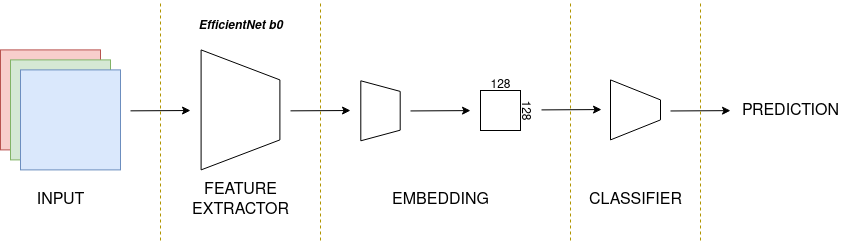 EfficientNet b0
128
128
PREDICTION
INPUT
FEATURE
EXTRACTOR
EMBEDDING
CLASSIFIER